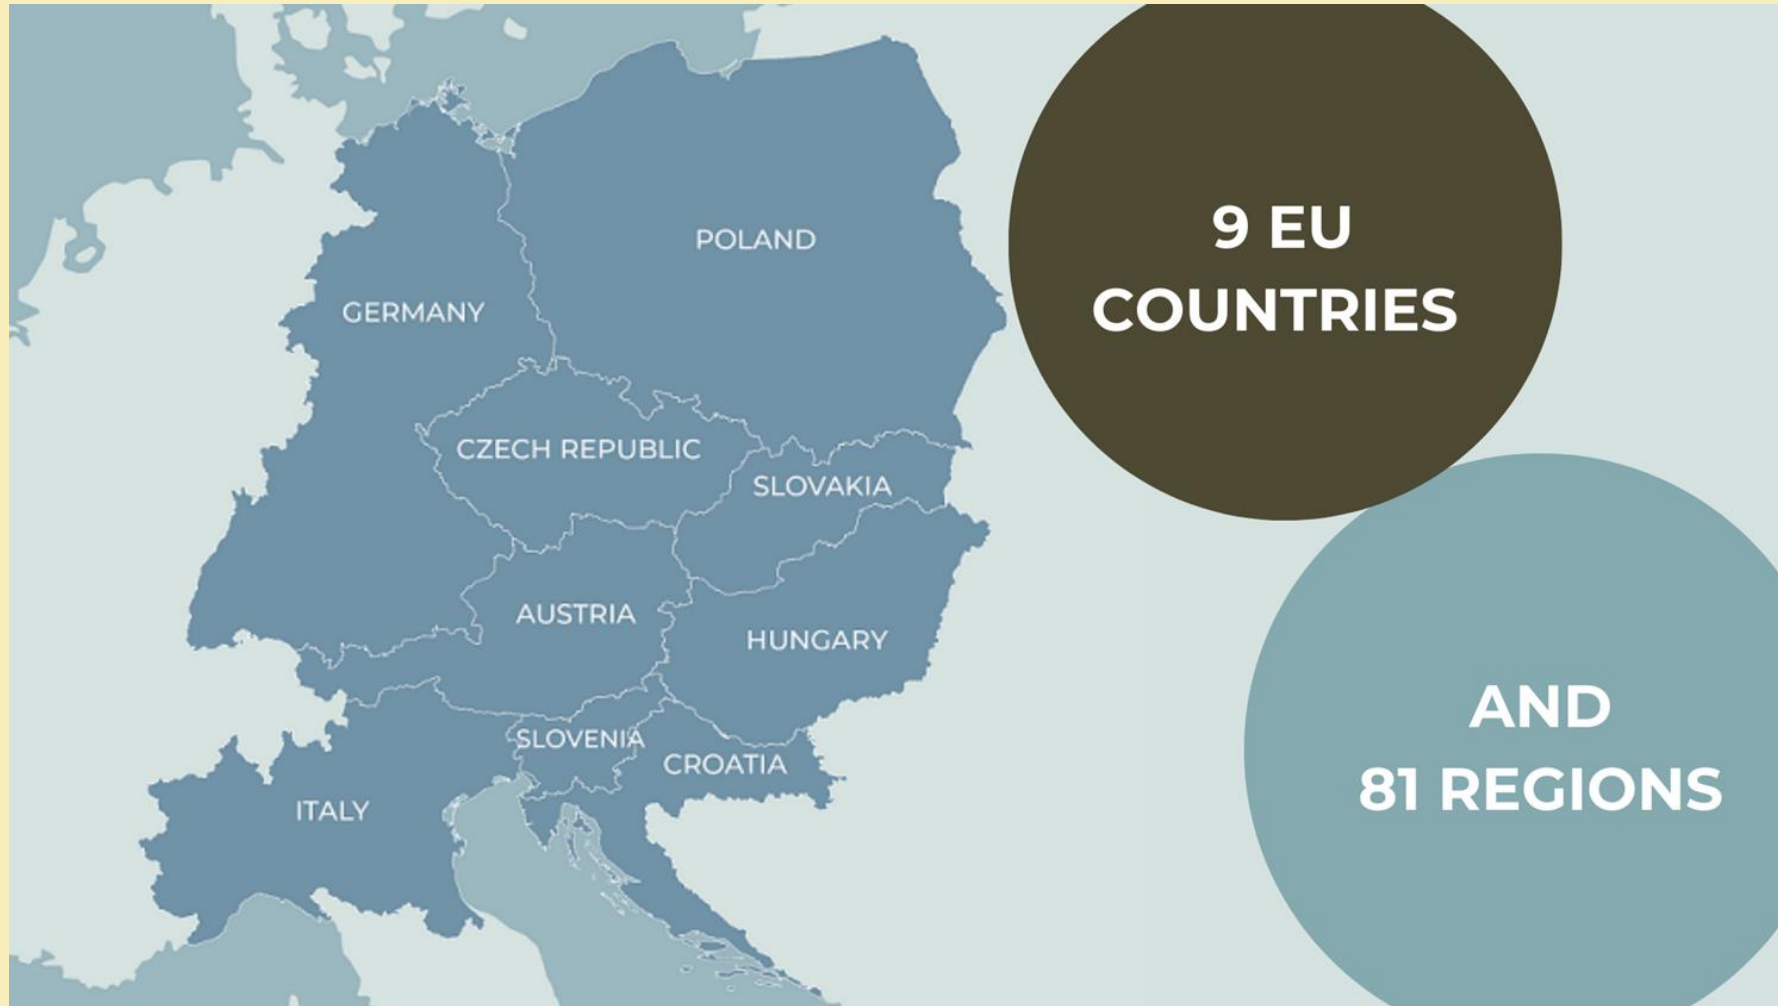 POLAND
GERMANY
CZECH REPUBLIC
SLOVAKIA
AUSTRIA
HUNGARY
SLOVENIA
CROATIA
ITALY
9 EU
COUNTRIES
AND
81 REGIONS